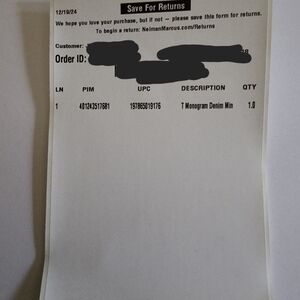 12/19/24 Save For Returns
We hope you love your purchase, but if not – please save this form for returns.
To begin a return: NeimanMarcus.com/Returns
Customer:
Order ID:
LN PIM UPC DESCRIPTION QTY
1 401243517681 197865019176 T Monogram Denim Min 1.0